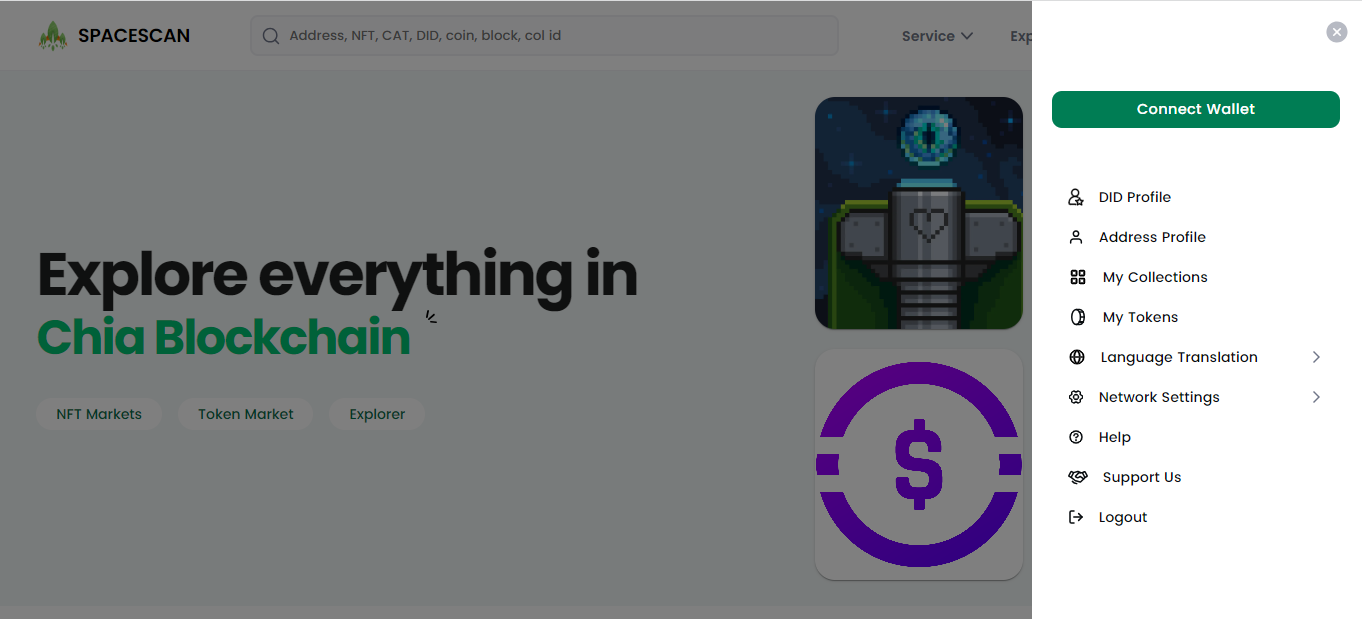 SPACESCAN
Address, NFT, CAT, DID, coin, block, col id
Service
Exp
Connect Wallet
Explore everything in
Chia Blockchain
NFT Markets
Token Market
Explorer
$
DID Profile
Address Profile
My Collections
My Tokens
Language Translation
Network Settings
Help
Support Us
Logout